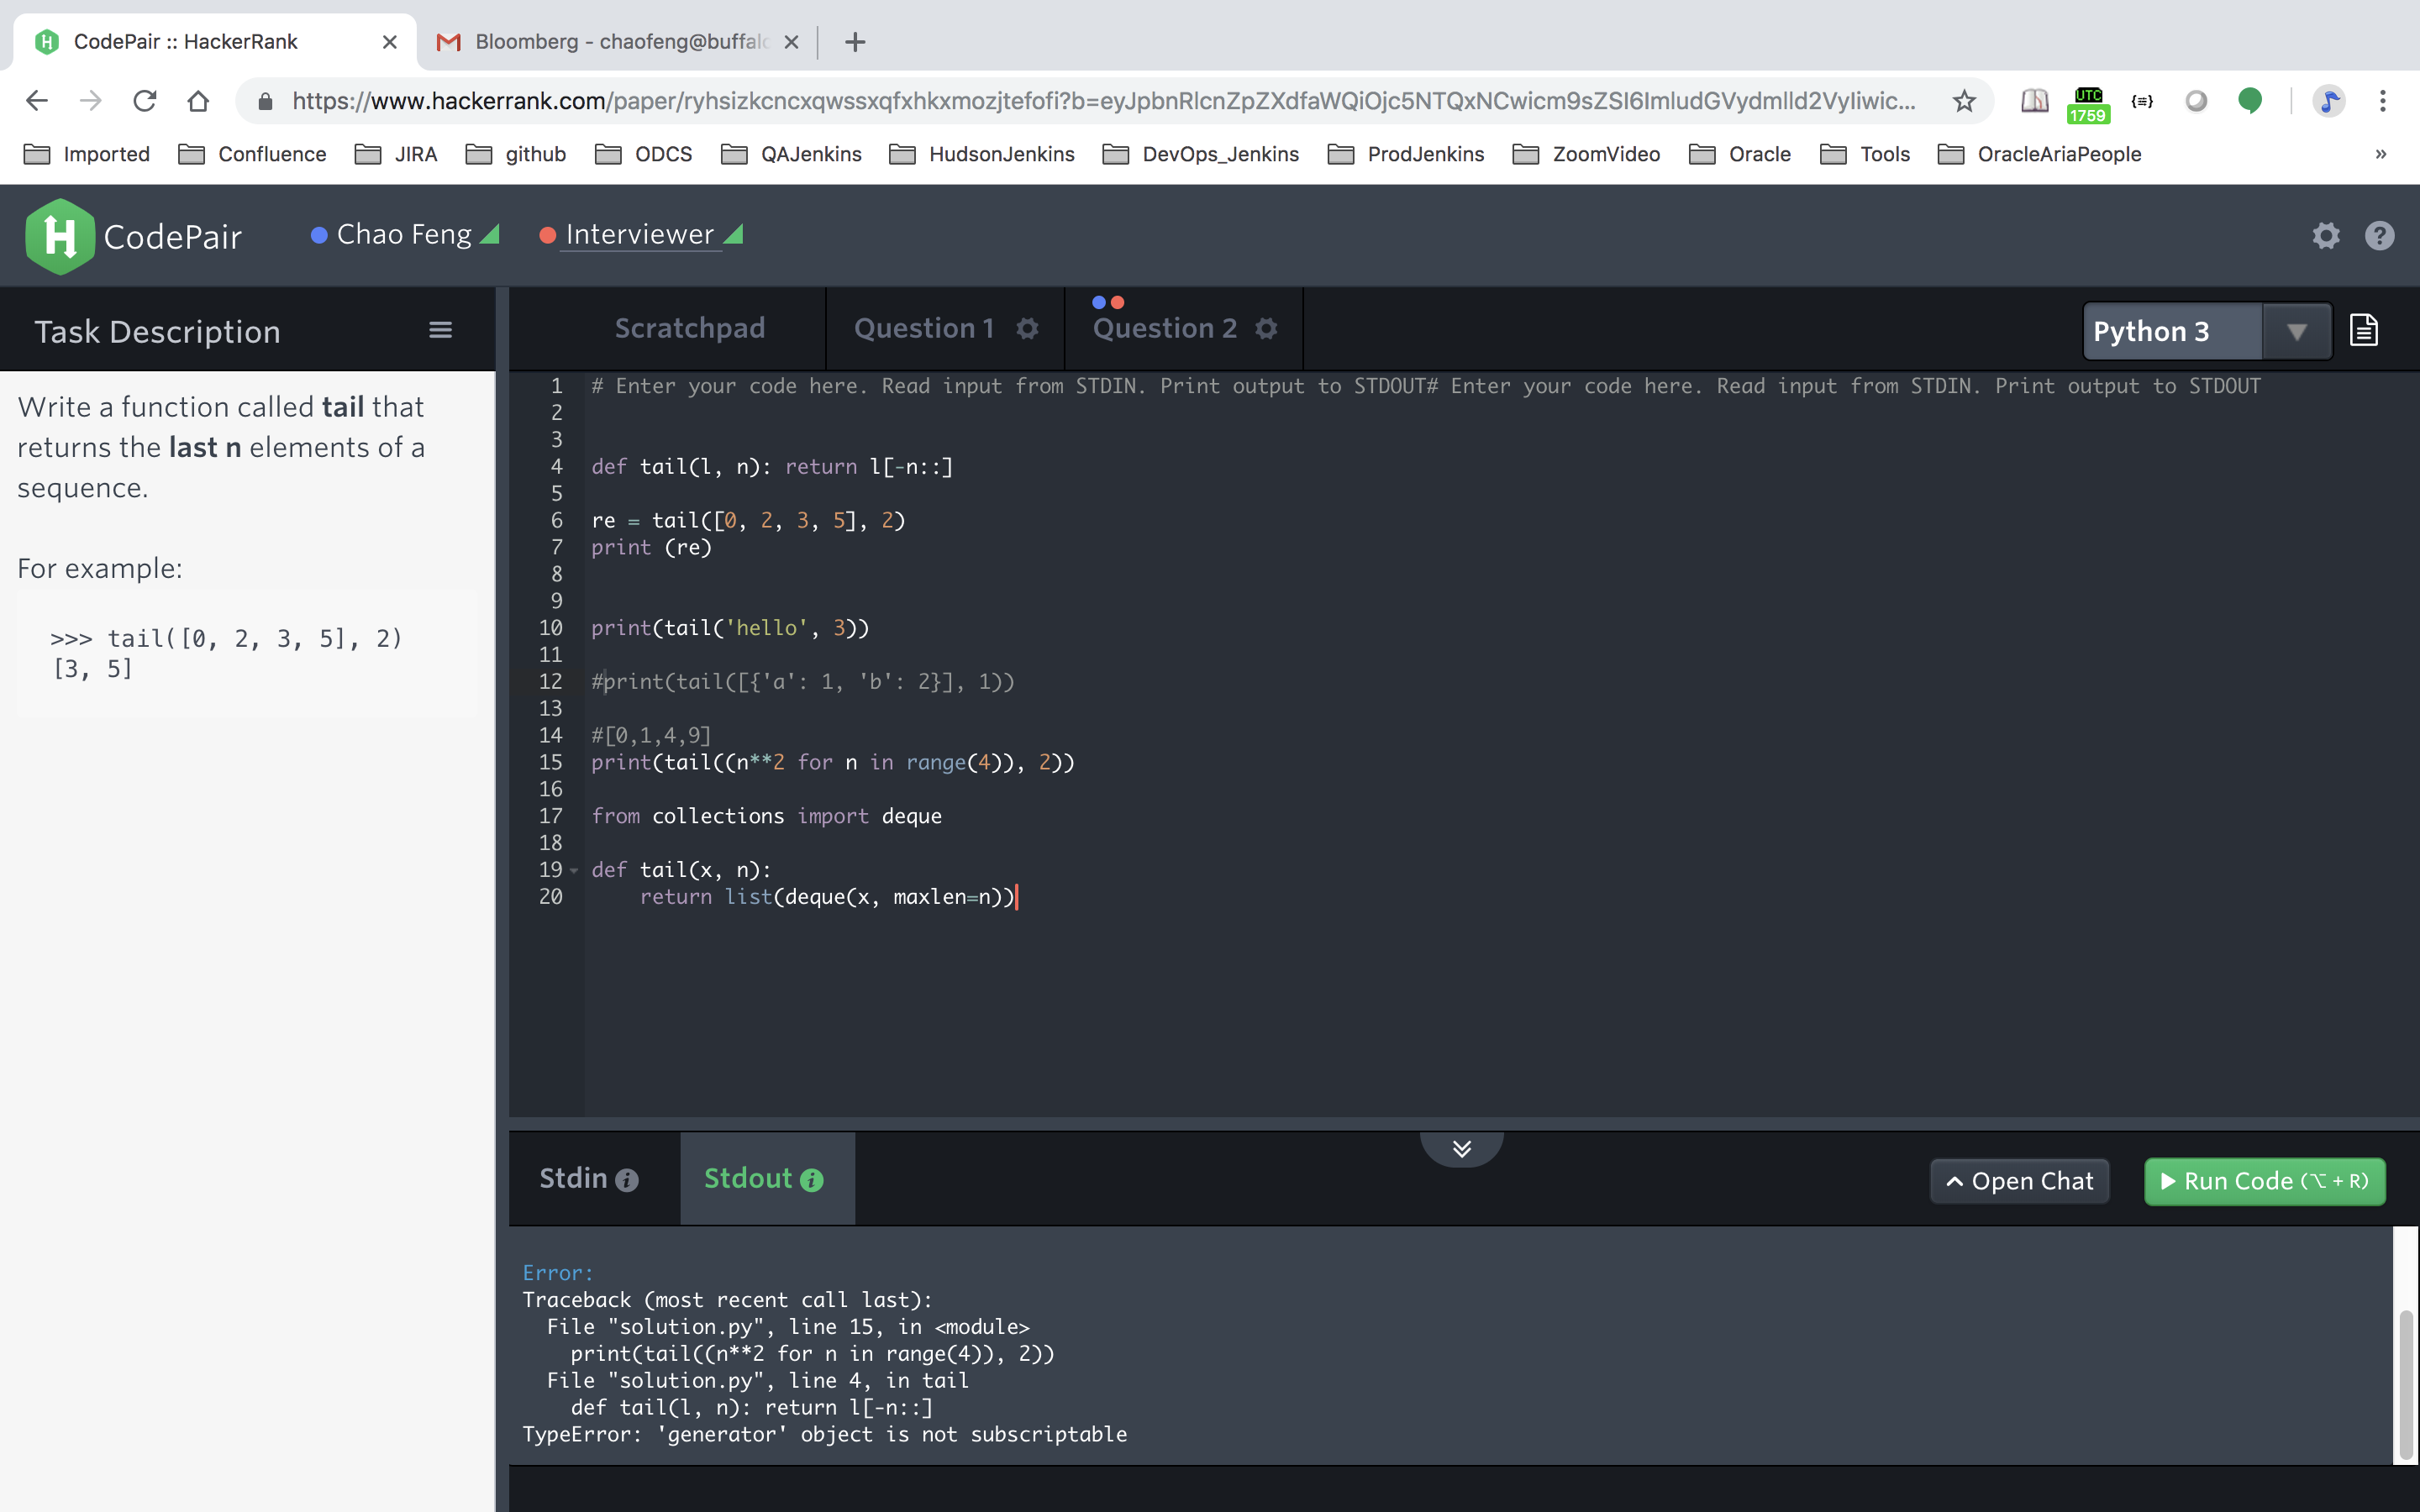 CodePair :: HackerRank
Bloomberg - chaofeng@buffalo
https://www.hackerrank.com/paper/ryhsizkcncxqwssxqfxhkxmozjtefofi?b=eyJpbnRlcnZpZXdfaWQiOjc5NTQxNCwicm9sZSI6ImludGVydmlld2VyIiwic...
UTC
1759
Imported
Confluence
JIRA
github
ODCS
QAJenkins
HudsonJenkins
DevOps_Jenkins
ProdJenkins
ZoomVideo
Oracle
Tools
OracleAriaPeople
»
H CodePair
Chao Feng
Interviewer
Task Description
Write a function called tail that
returns the last n elements of a
sequence.
For example:
>>> tail([0, 2, 3, 5], 2)
[3, 5]
Scratchpad
Question 1
Question 2
Python 3
1 # Enter your code here. Read input from STDIN. Print output to STDOUT# Enter your code here. Read input from STDIN. Print output to STDOUT
2
3
4 def tail(l, n): return l[-n::]
5
6 re = tail([0, 2, 3, 5], 2)
7 print (re)
8
9
10 print(tail('hello', 3))
11
12 #print(tail([{'a': 1, 'b': 2}], 1))
13
14 #[0,1,4,9]
15 print(tail((n**2 for n in range(4)), 2))
16
17 from collections import deque
18
19 def tail(x, n):
20     return list(deque(x, maxlen=n))
Stdin
Stdout
Open Chat
Run Code (⌥ + R)
Error:
Traceback (most recent call last):
  File "solution.py", line 15, in <module>
    print(tail((n**2 for n in range(4)), 2))
  File "solution.py", line 4, in tail
    def tail(l, n): return l[-n::]
TypeError: 'generator' object is not subscriptable